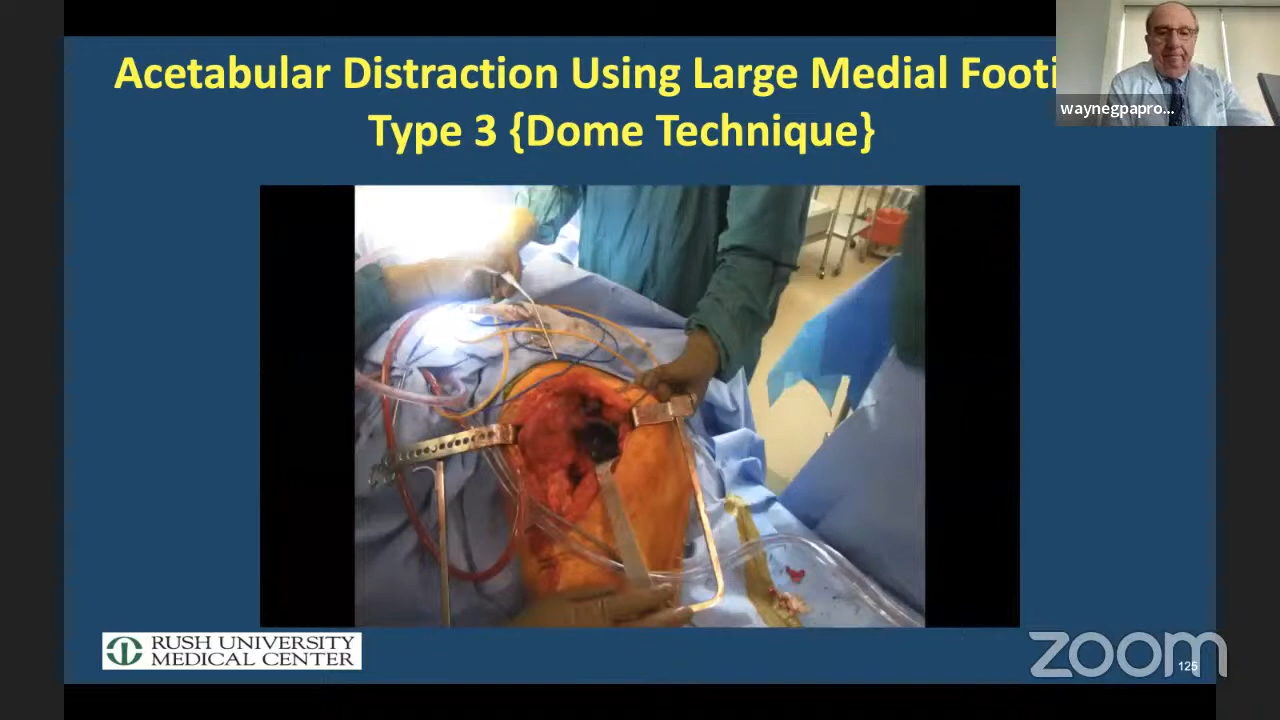 Acetabular Distraction Using Large Medial Footi
Type 3 {Dome Technique}
waynegpapro...
RUSH UNIVERSITY
MEDICAL CENTER
zoom
125